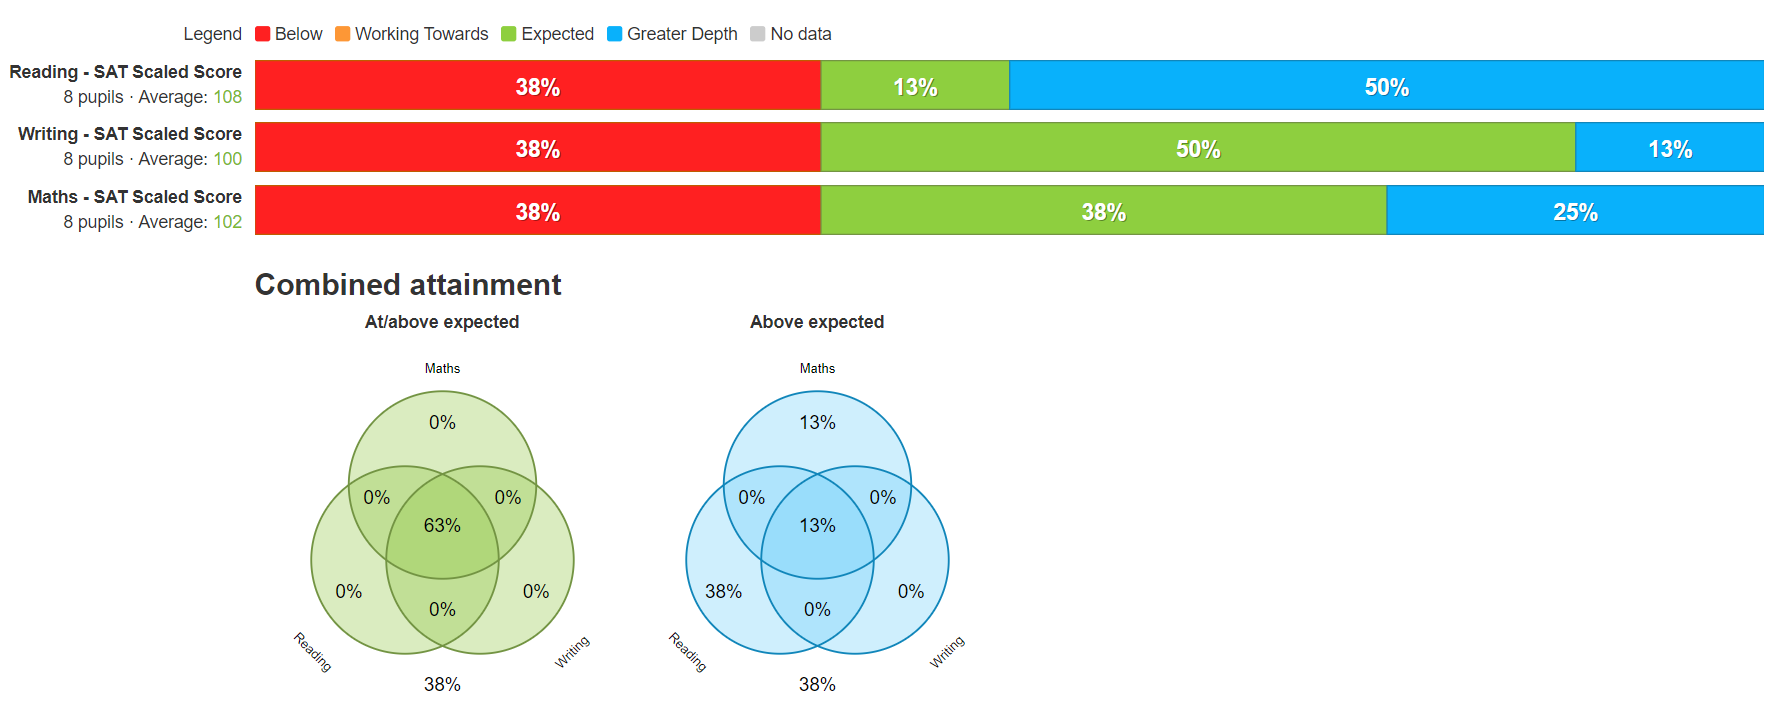 Legend Below Working Towards Expected Greater Depth No data
Reading - SAT Scaled Score
8 pupils · Average: 108
38% 13% 50%
Writing - SAT Scaled Score
8 pupils · Average: 100
38% 50% 13%
Maths - SAT Scaled Score
8 pupils · Average: 102
38% 38% 25%
Combined attainment
At/above expected
Maths
0%
0% 0%
63%
0% 0%
0%
Reading Writing
38%
Above expected
Maths
13%
0% 0%
13%
38% 0%
0%
Reading Writing
38%